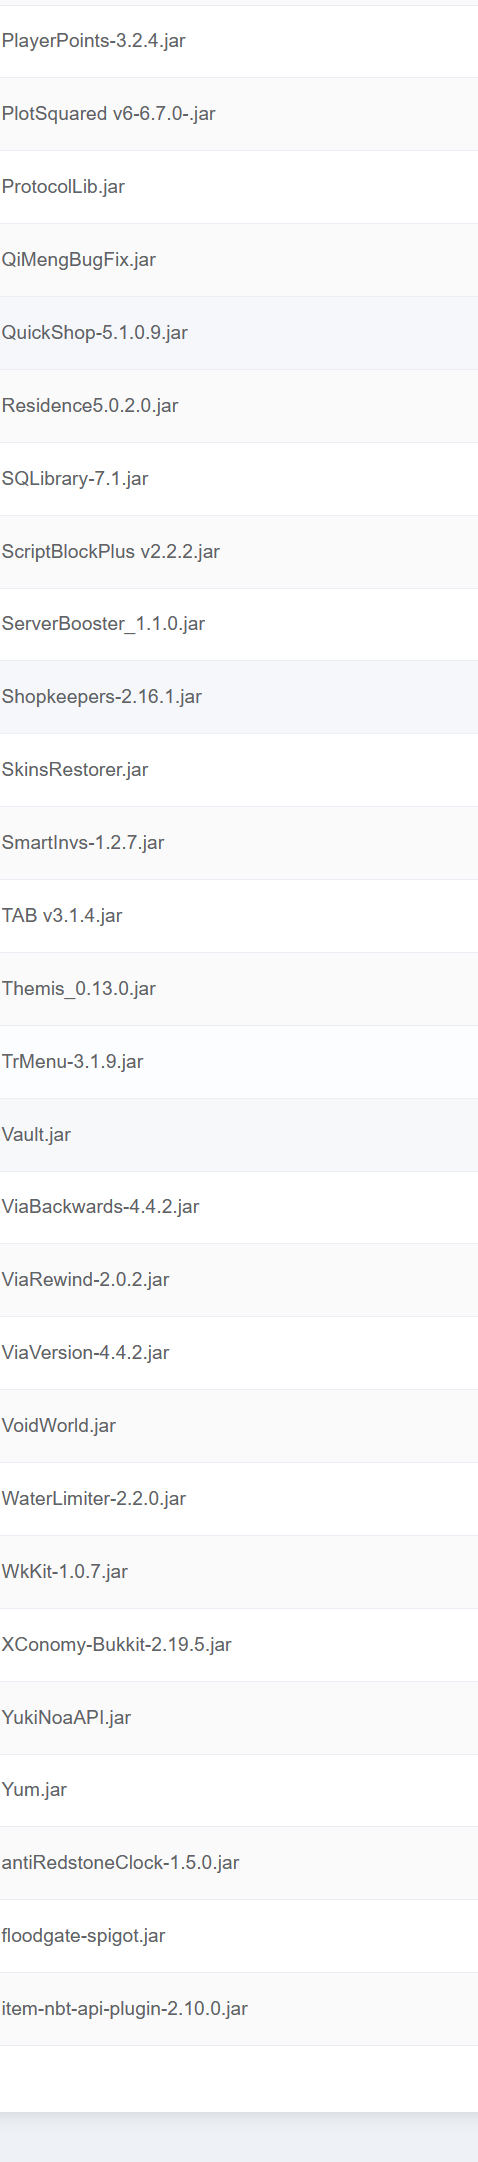 PlayerPoints-3.2.4.jar
PlotSquared v6-6.7.0-.jar
ProtocolLib.jar
QiMengBugFix.jar
QuickShop-5.1.0.9.jar
Residence5.0.2.0.jar
SQLibrary-7.1.jar
ScriptBlockPlus v2.2.2.jar
ServerBooster_1.1.0.jar
Shopkeepers-2.16.1.jar
SkinsRestorer.jar
SmartInvs-1.2.7.jar
TAB v3.1.4.jar
Themis_0.13.0.jar
TrMenu-3.1.9.jar
Vault.jar
ViaBackwards-4.4.2.jar
ViaRewind-2.0.2.jar
ViaVersion-4.4.2.jar
VoidWorld.jar
WaterLimiter-2.2.0.jar
WkKit-1.0.7.jar
XConomy-Bukkit-2.19.5.jar
YukiNoaAPI.jar
Yum.jar
antiRedstoneClock-1.5.0.jar
floodgate-spigot.jar
item-nbt-api-plugin-2.10.0.jar